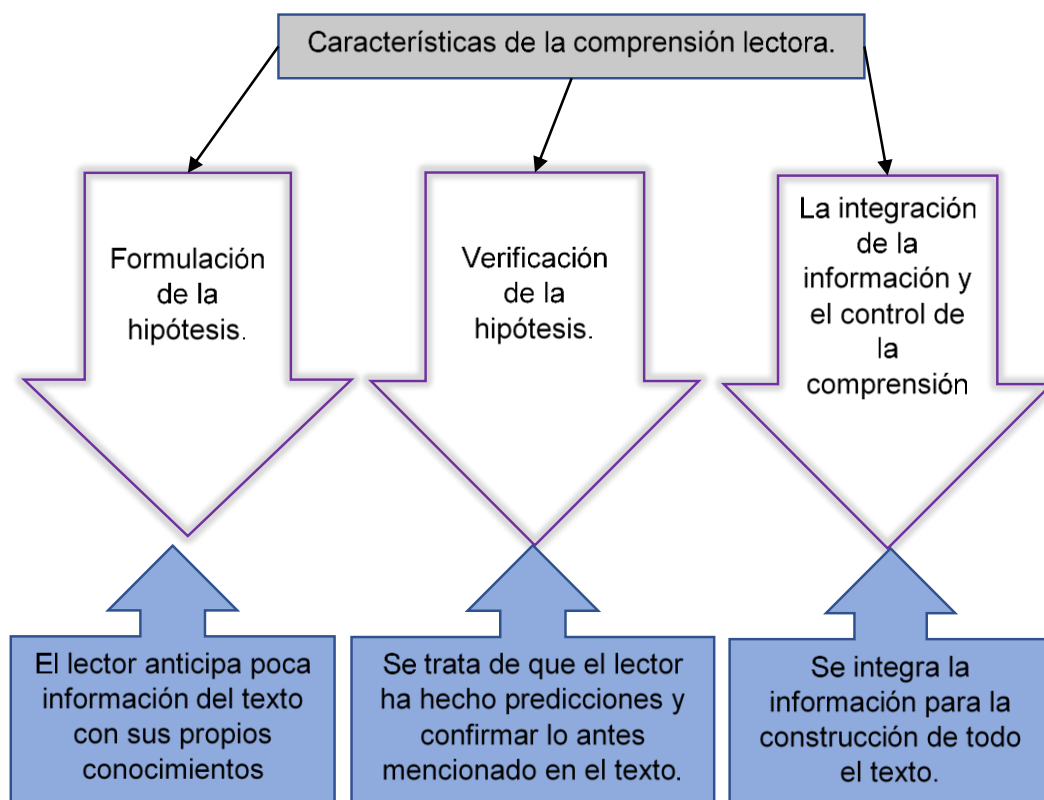 Características de la comprensión lectora.
Formulación
de la
hipótesis.
Verificación
de la
hipótesis.
La integración
de la
información y
el control de
la
comprensión
El lector anticipa poca
información del texto
con sus propios
conocimientos
Se trata de que el lector
ha hecho predicciones y
confirmar lo antes
mencionado en el texto.
Se integra la
información para la
construcción de todo
el texto.